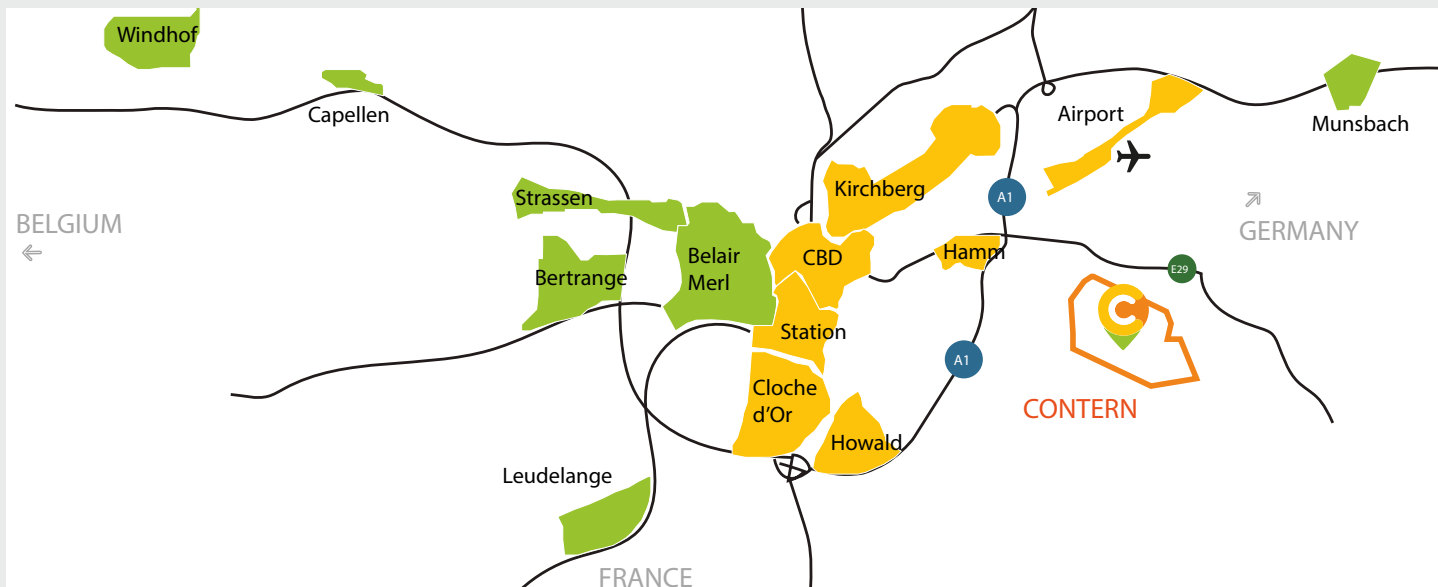 Windhof
Capellen
Airport
Munsbach
Kirchberg
Strassen
A1
BELGIUM
←
GERMANY
Belair
Merl
CBD
Hamm
Bertrange
E29
Station
A1
Cloche
d'Or
CONTERN
Howald
Leudelange
FRANCE